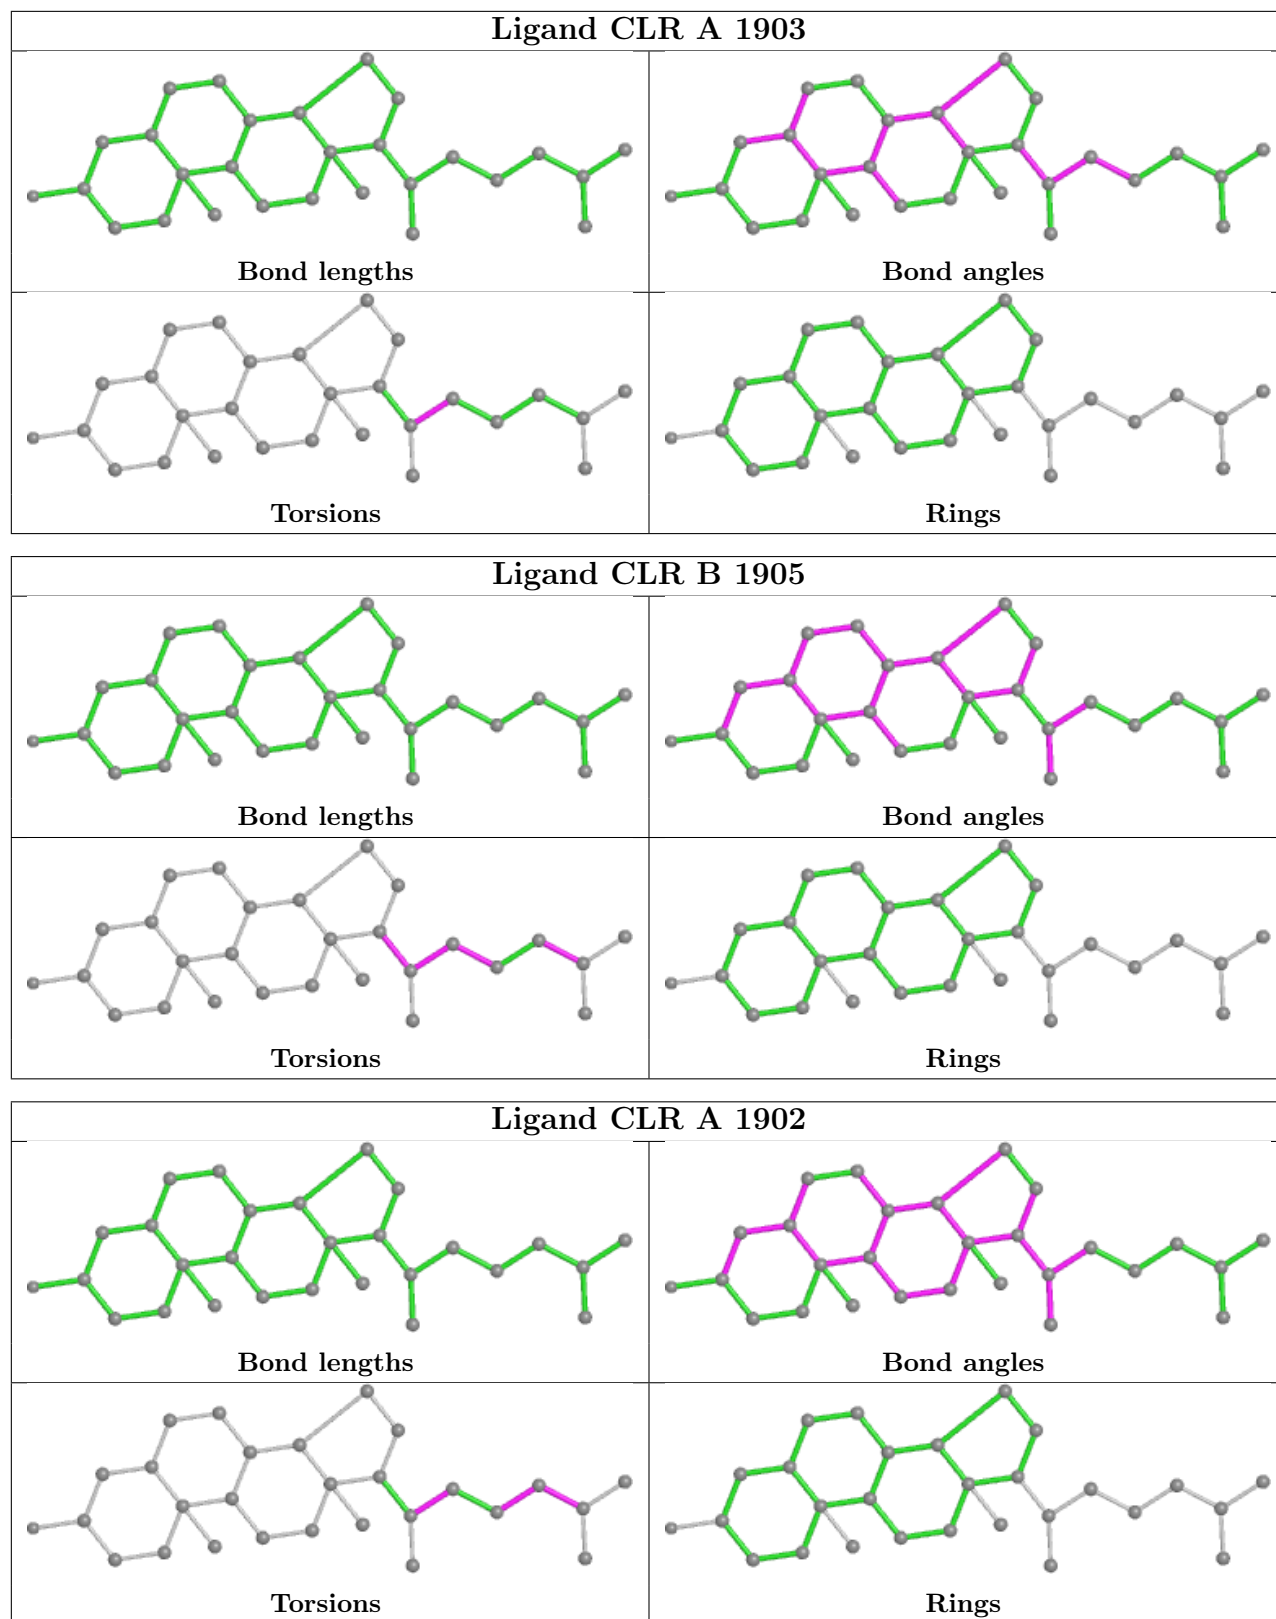 Ligand CLR A 1903
Bond lengths
Bond angles
Torsions
Rings
Ligand CLR B 1905
Bond lengths
Bond angles
Torsions
Rings
Ligand CLR A 1902
Bond lengths
Bond angles
Torsions
Rings